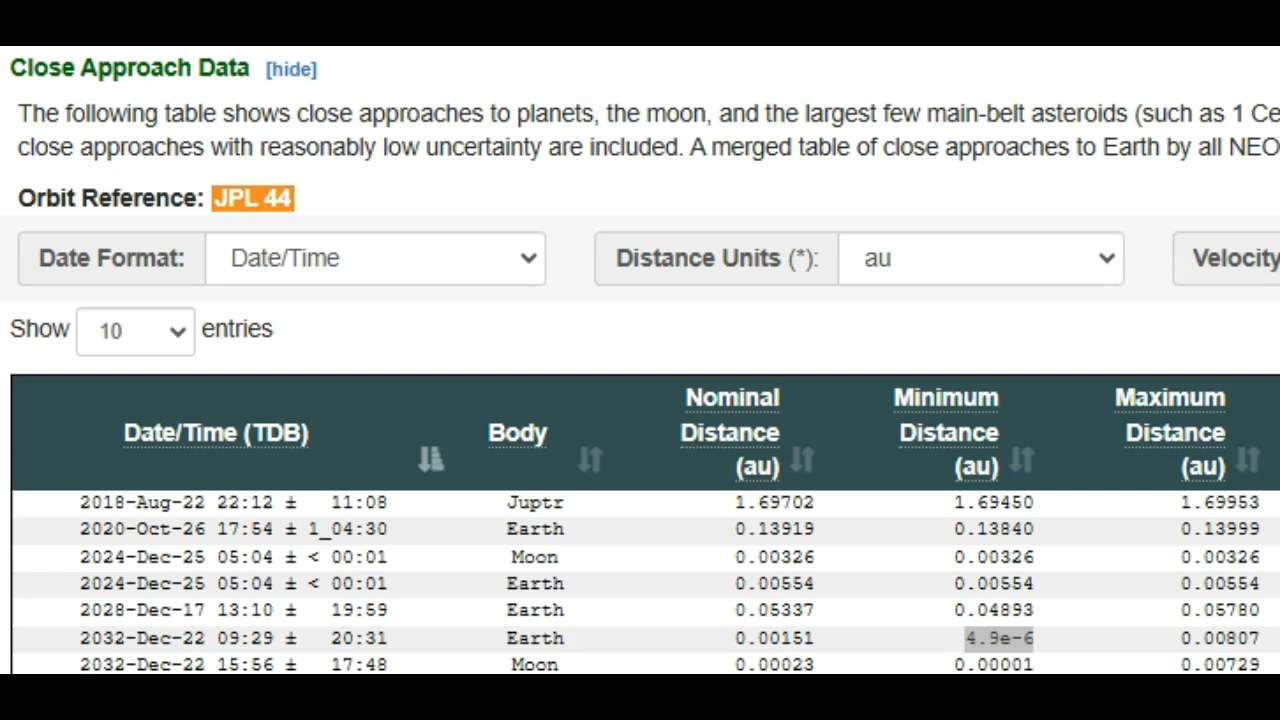 Close Approach Data [hide]
The following table shows close approaches to planets, the moon, and the largest few main-belt asteroids (such as 1 Ce
close approaches with reasonably low uncertainty are included. A merged table of close approaches to Earth by all NEO
Orbit Reference: JPL 44
Date Format: Date/Time Distance Units (*): au Velocity
Show 10 entries
Date/Time (TDB) Body Nominal Distance (au) Minimum Distance (au) Maximum Distance (au)
2018-Aug-22 22:12 ± 11:08 Juptr 1.69702 1.69450 1.69953
2020-Oct-26 17:54 ± 1_04:30 Earth 0.13919 0.13840 0.13999
2024-Dec-25 05:04 ± < 00:01 Moon 0.00326 0.00326 0.00326
2024-Dec-25 05:04 ± < 00:01 Earth 0.00554 0.00554 0.00554
2028-Dec-17 13:10 ± 19:59 Earth 0.05337 0.04893 0.05780
2032-Dec-22 09:29 ± 20:31 Earth 0.00151 4.9e-6 0.00807
2032-Dec-22 15:56 ± 17:48 Moon 0.00023 0.00001 0.00729